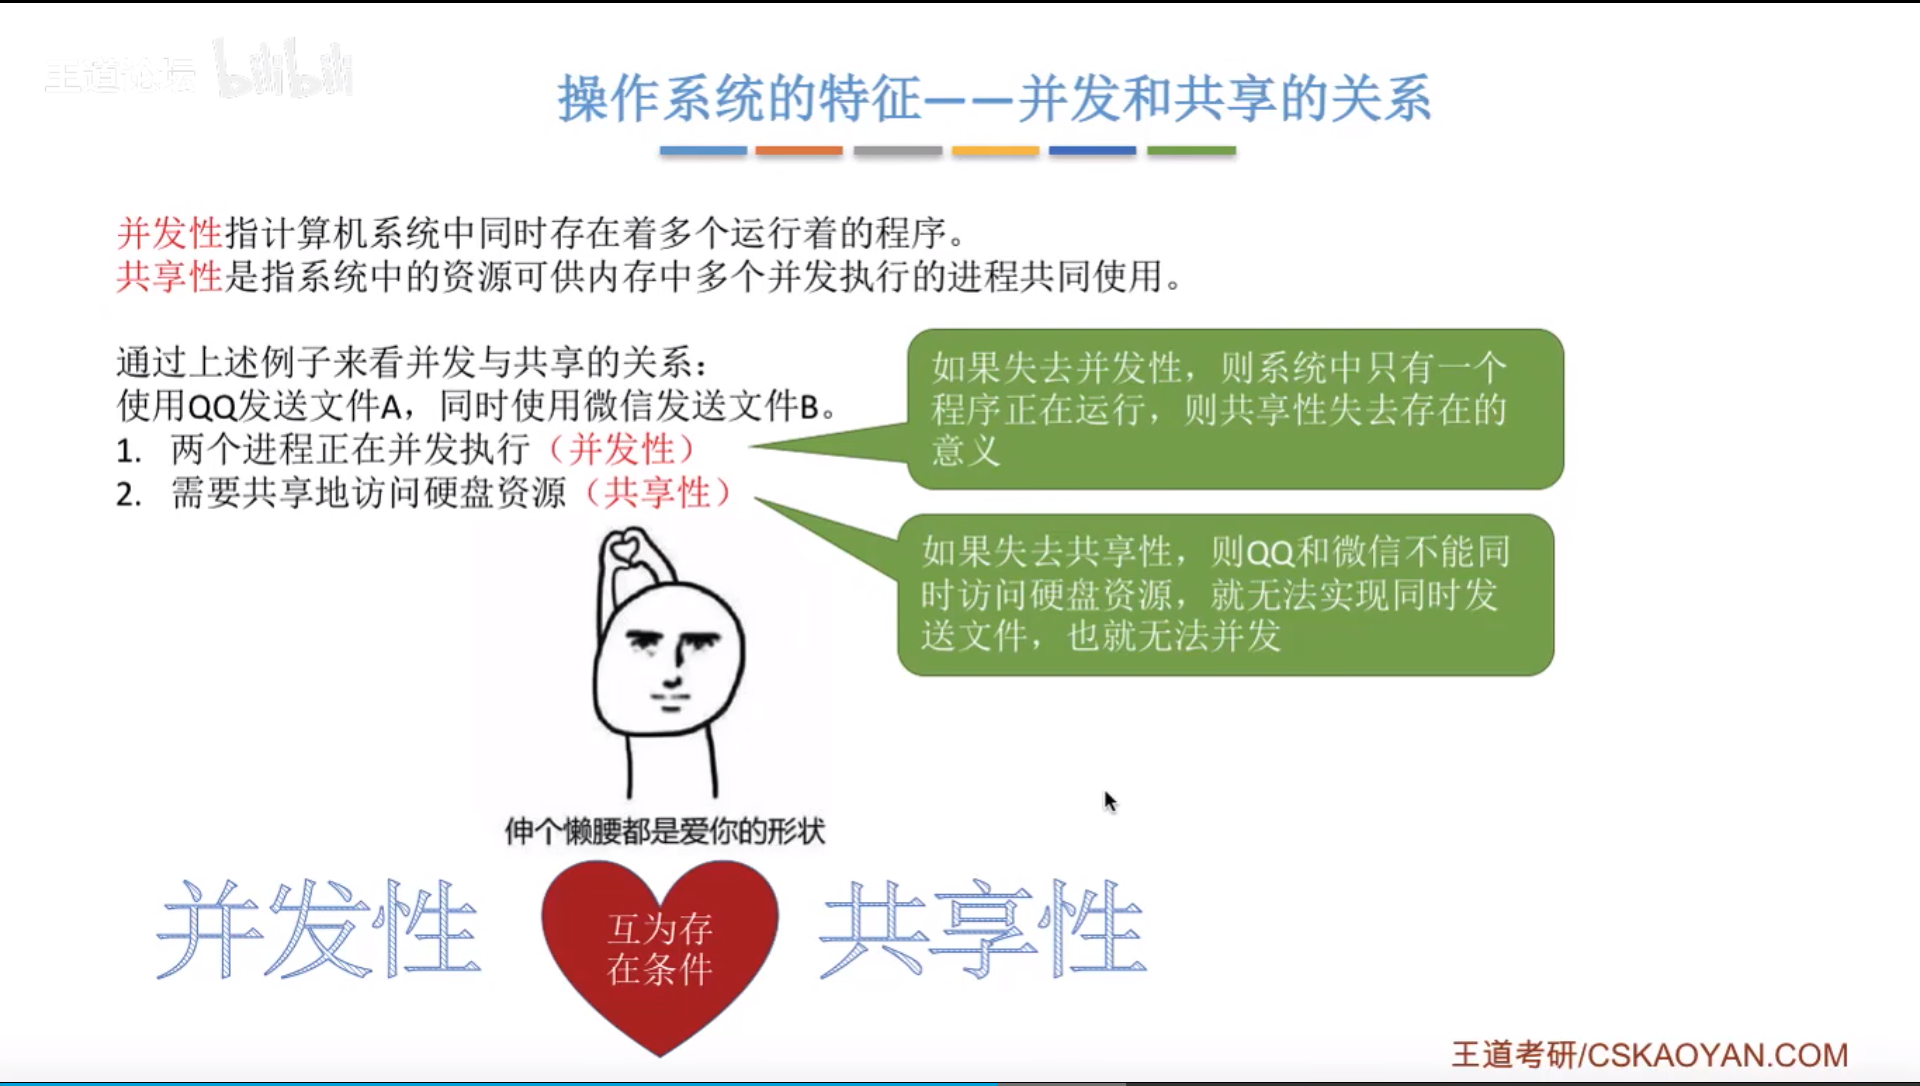 王道论坛 bilibili
操作系统的特征——并发和共享的关系
并发性指计算机系统中同时存在着多个运行着的程序。
共享性是指系统中的资源可供内存中多个并发执行的进程共同使用。
通过上述例子来看并发与共享的关系：
使用QQ发送文件A，同时使用微信发送文件B。
1. 两个进程正在并发执行（并发性）
2. 需要共享地访问硬盘资源（共享性）
如果失去并发性，则系统中只有一个
程序正在运行，则共享性失去存在的
意义
如果失去共享性，则QQ和微信不能同
时访问硬盘资源，就无法实现同时发
送文件，也就无法并发
伸个懒腰都是爱你的形状
并发性
互为存
在条件
共享性
王道考研/CSKAOYAN.COM